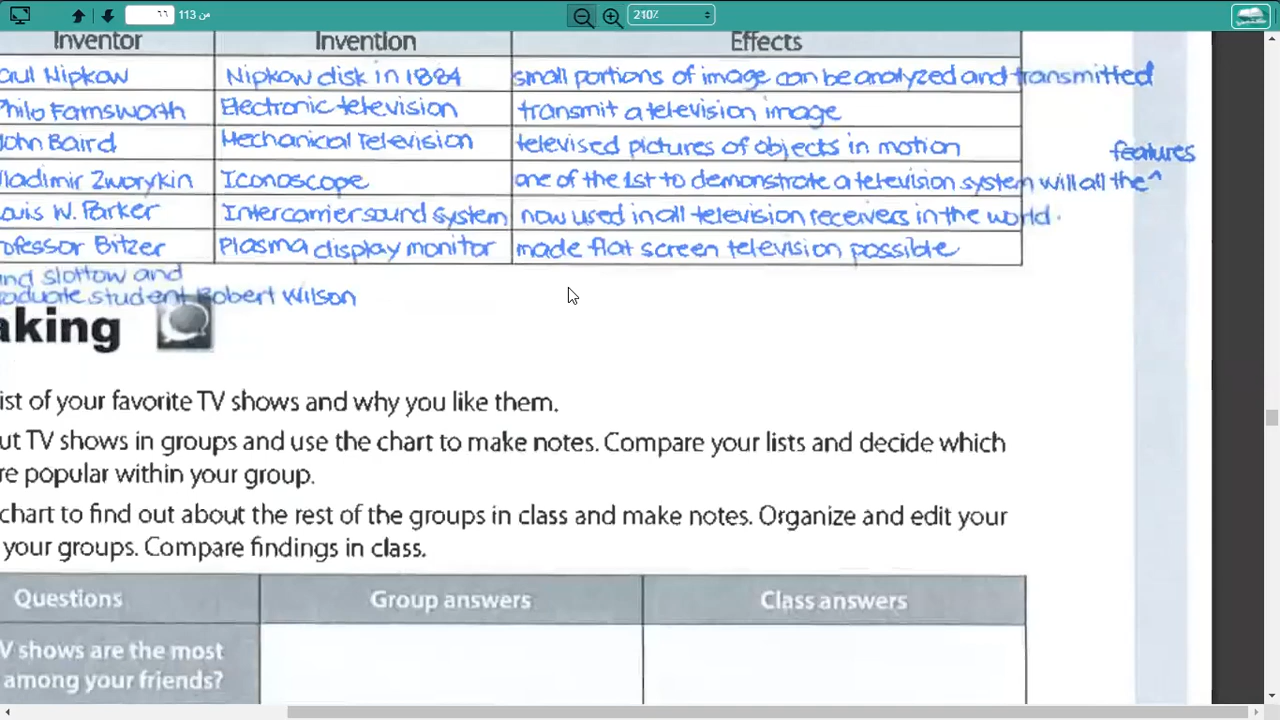 ١١ من 113 210٪
Inventor Invention Effects
aul Nipkow Nipkow disk in 1884 small portions of image can be analyzed and transmitted
Philo Farnsworth Electronic television transmit a television image
John Baird Mechanical Television televised pictures of objects in motion
features
Vladimir Zworykin Iconoscope one of the 1st to demonstrate a television system will all the^
ouis W. Parker Intercarrier sound system now used in all television receivers in the world.
rofessor Bitzer Plasma display monitor made flat screen television possible
and slottow and
raduate student Robert Wilson
aking
ist of your favorite TV shows and why you like them.
ut TV shows in groups and use the chart to make notes. Compare your lists and decide which
re popular within your group.
chart to find out about the rest of the groups in class and make notes. Organize and edit your
your groups. Compare findings in class.
Questions Group answers Class answers
V shows are the most
among your friends?